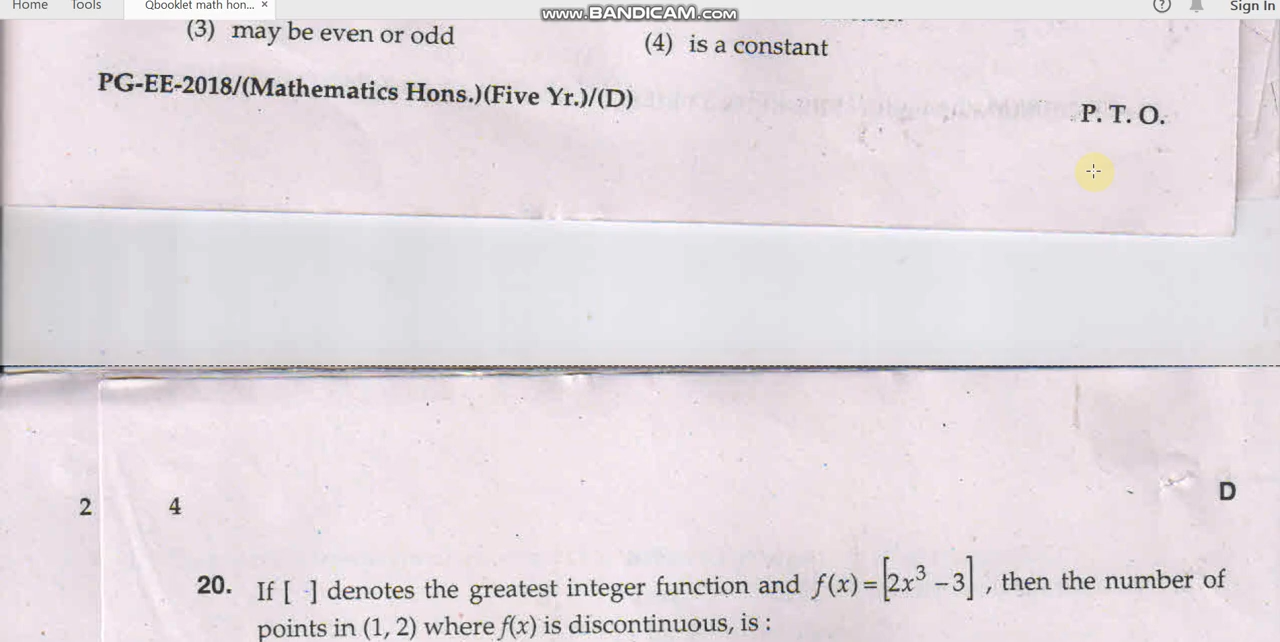 Home Tools Qbooklet math hon... × Sign In
www.BANDICAM.com
(3) may be even or odd (4) is a constant
PG-EE-2018/(Mathematics Hons.)(Five Yr.)/(D)
P. T. O.
2 4 D
20. If [ · ] denotes the greatest integer function and f(x) = [2x³ – 3] , then the number of
points in (1, 2) where f(x) is discontinuous, is :